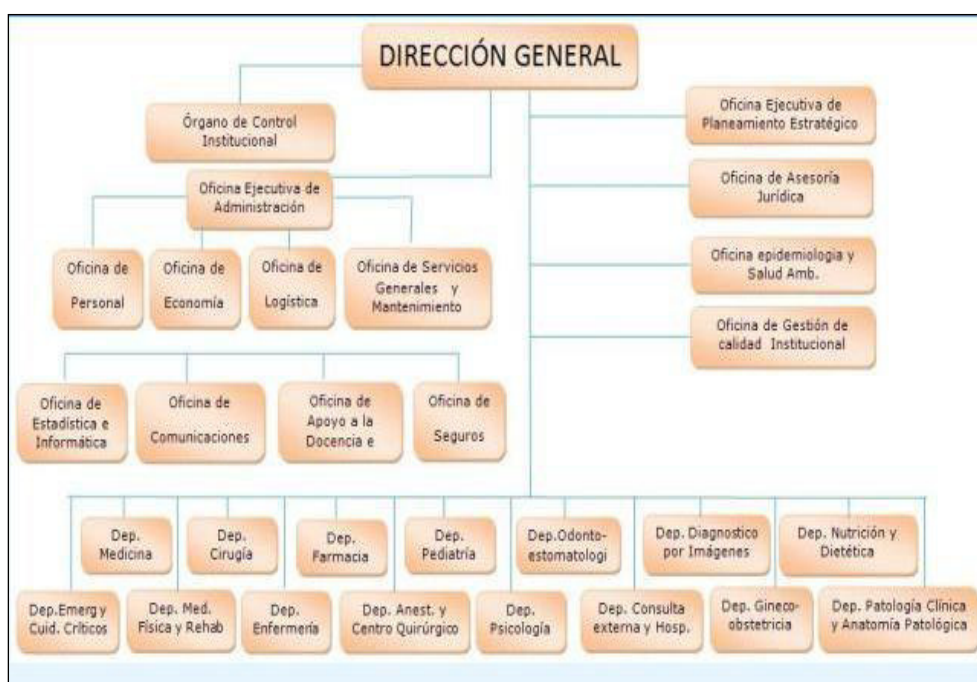 DIRECCIÓN GENERAL
Órgano de Control
Institucional
Oficina Ejecutiva de
Planeamiento Estratégico
Oficina Ejecutiva de
Administración
Oficina de Asesoría
Jurídica
Oficina de
Personal
Oficina de
Economía
Oficina de
Logística
Oficina de Servicios
Generales y
Mantenimiento
Oficina epidemiologia y
Salud Amb.
Oficina de Gestión de
calidad Institucional
Oficina de
Estadística e
Informática
Oficina de
Comunicaciones
Oficina de
Apoyo a la
Docencia e
Oficina de
Seguros
Dep.
Medicina
Dep.
Cirugía
Dep.
Farmacia
Dep.
Pediatría
Dep.Odonto-
estomatologi
Dep. Diagnostico
por Imágenes
Dep. Nutrición y
Dietética
Dep.Emerg y
Cuid. Críticos
Dep. Med.
Física y Rehab
Dep.
Enfermería
Dep. Anest. y
Centro Quirúrgico
Dep.
Psicología
Dep. Consulta
externa y Hosp.
Dep. Gineco-
obstetricia
Dep. Patología Clínica
y Anatomía Patológica